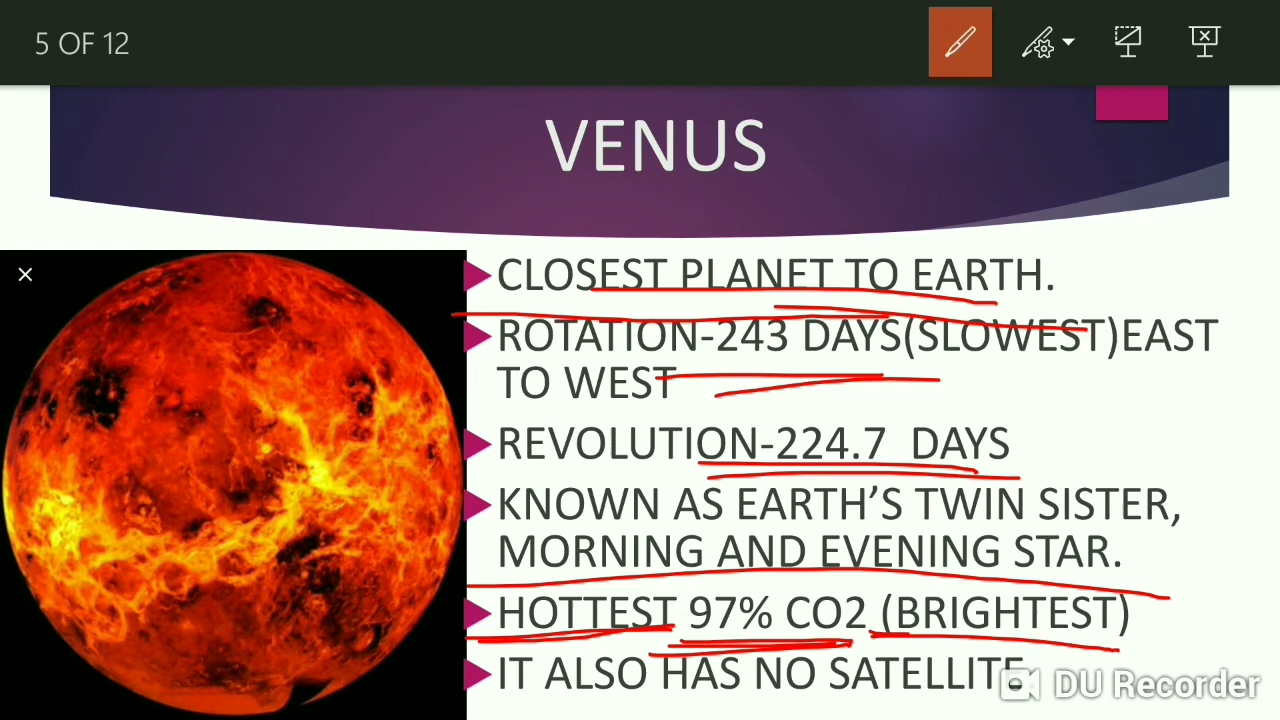 5 OF 12
VENUS
CLOSEST PLANET TO EARTH.
ROTATION-243 DAYS(SLOWEST)EAST
TO WEST
REVOLUTION-224.7 DAYS
KNOWN AS EARTH’S TWIN SISTER,
MORNING AND EVENING STAR.
HOTTEST 97% CO2 (BRIGHTEST)
IT ALSO HAS NO SATELLITE
DU Recorder